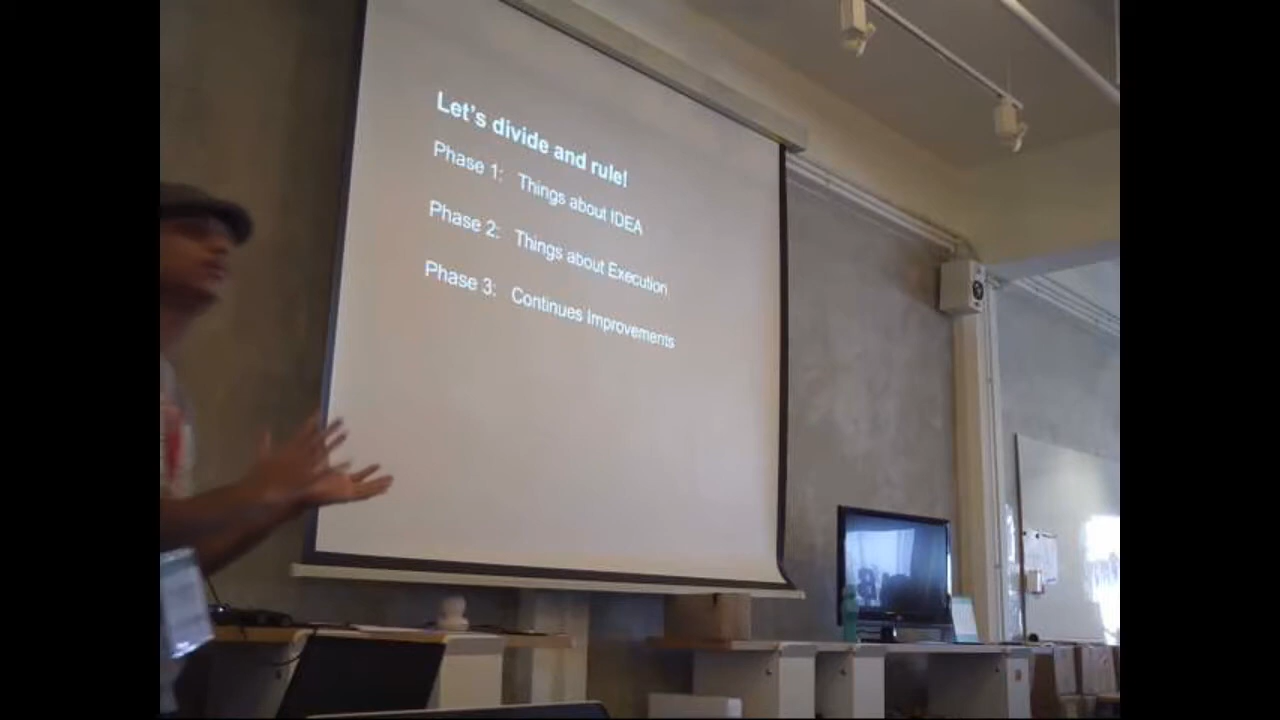 Let's divide and rule!
Phase 1: Things about IDEA
Phase 2: Things about Execution
Phase 3: Continues Improvements